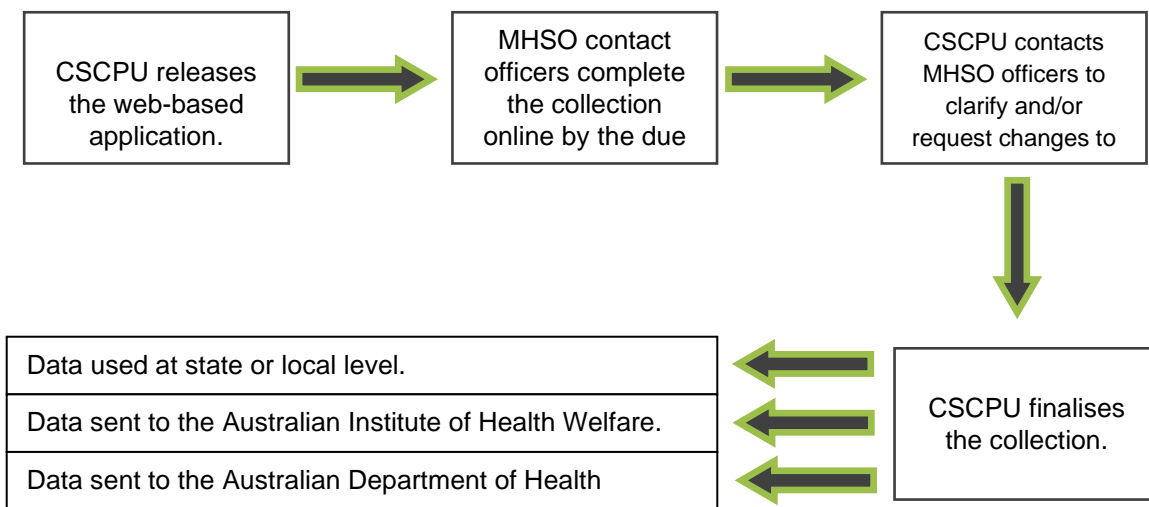 CSCPU releases
the web-based
application.
MHSO contact
officers complete
the collection
online by the due
CSCPU contacts
MHSO officers to
clarify and/or
request changes to
CSCPU finalises
the collection.
Data used at state or local level.
Data sent to the Australian Institute of Health Welfare.
Data sent to the Australian Department of Health